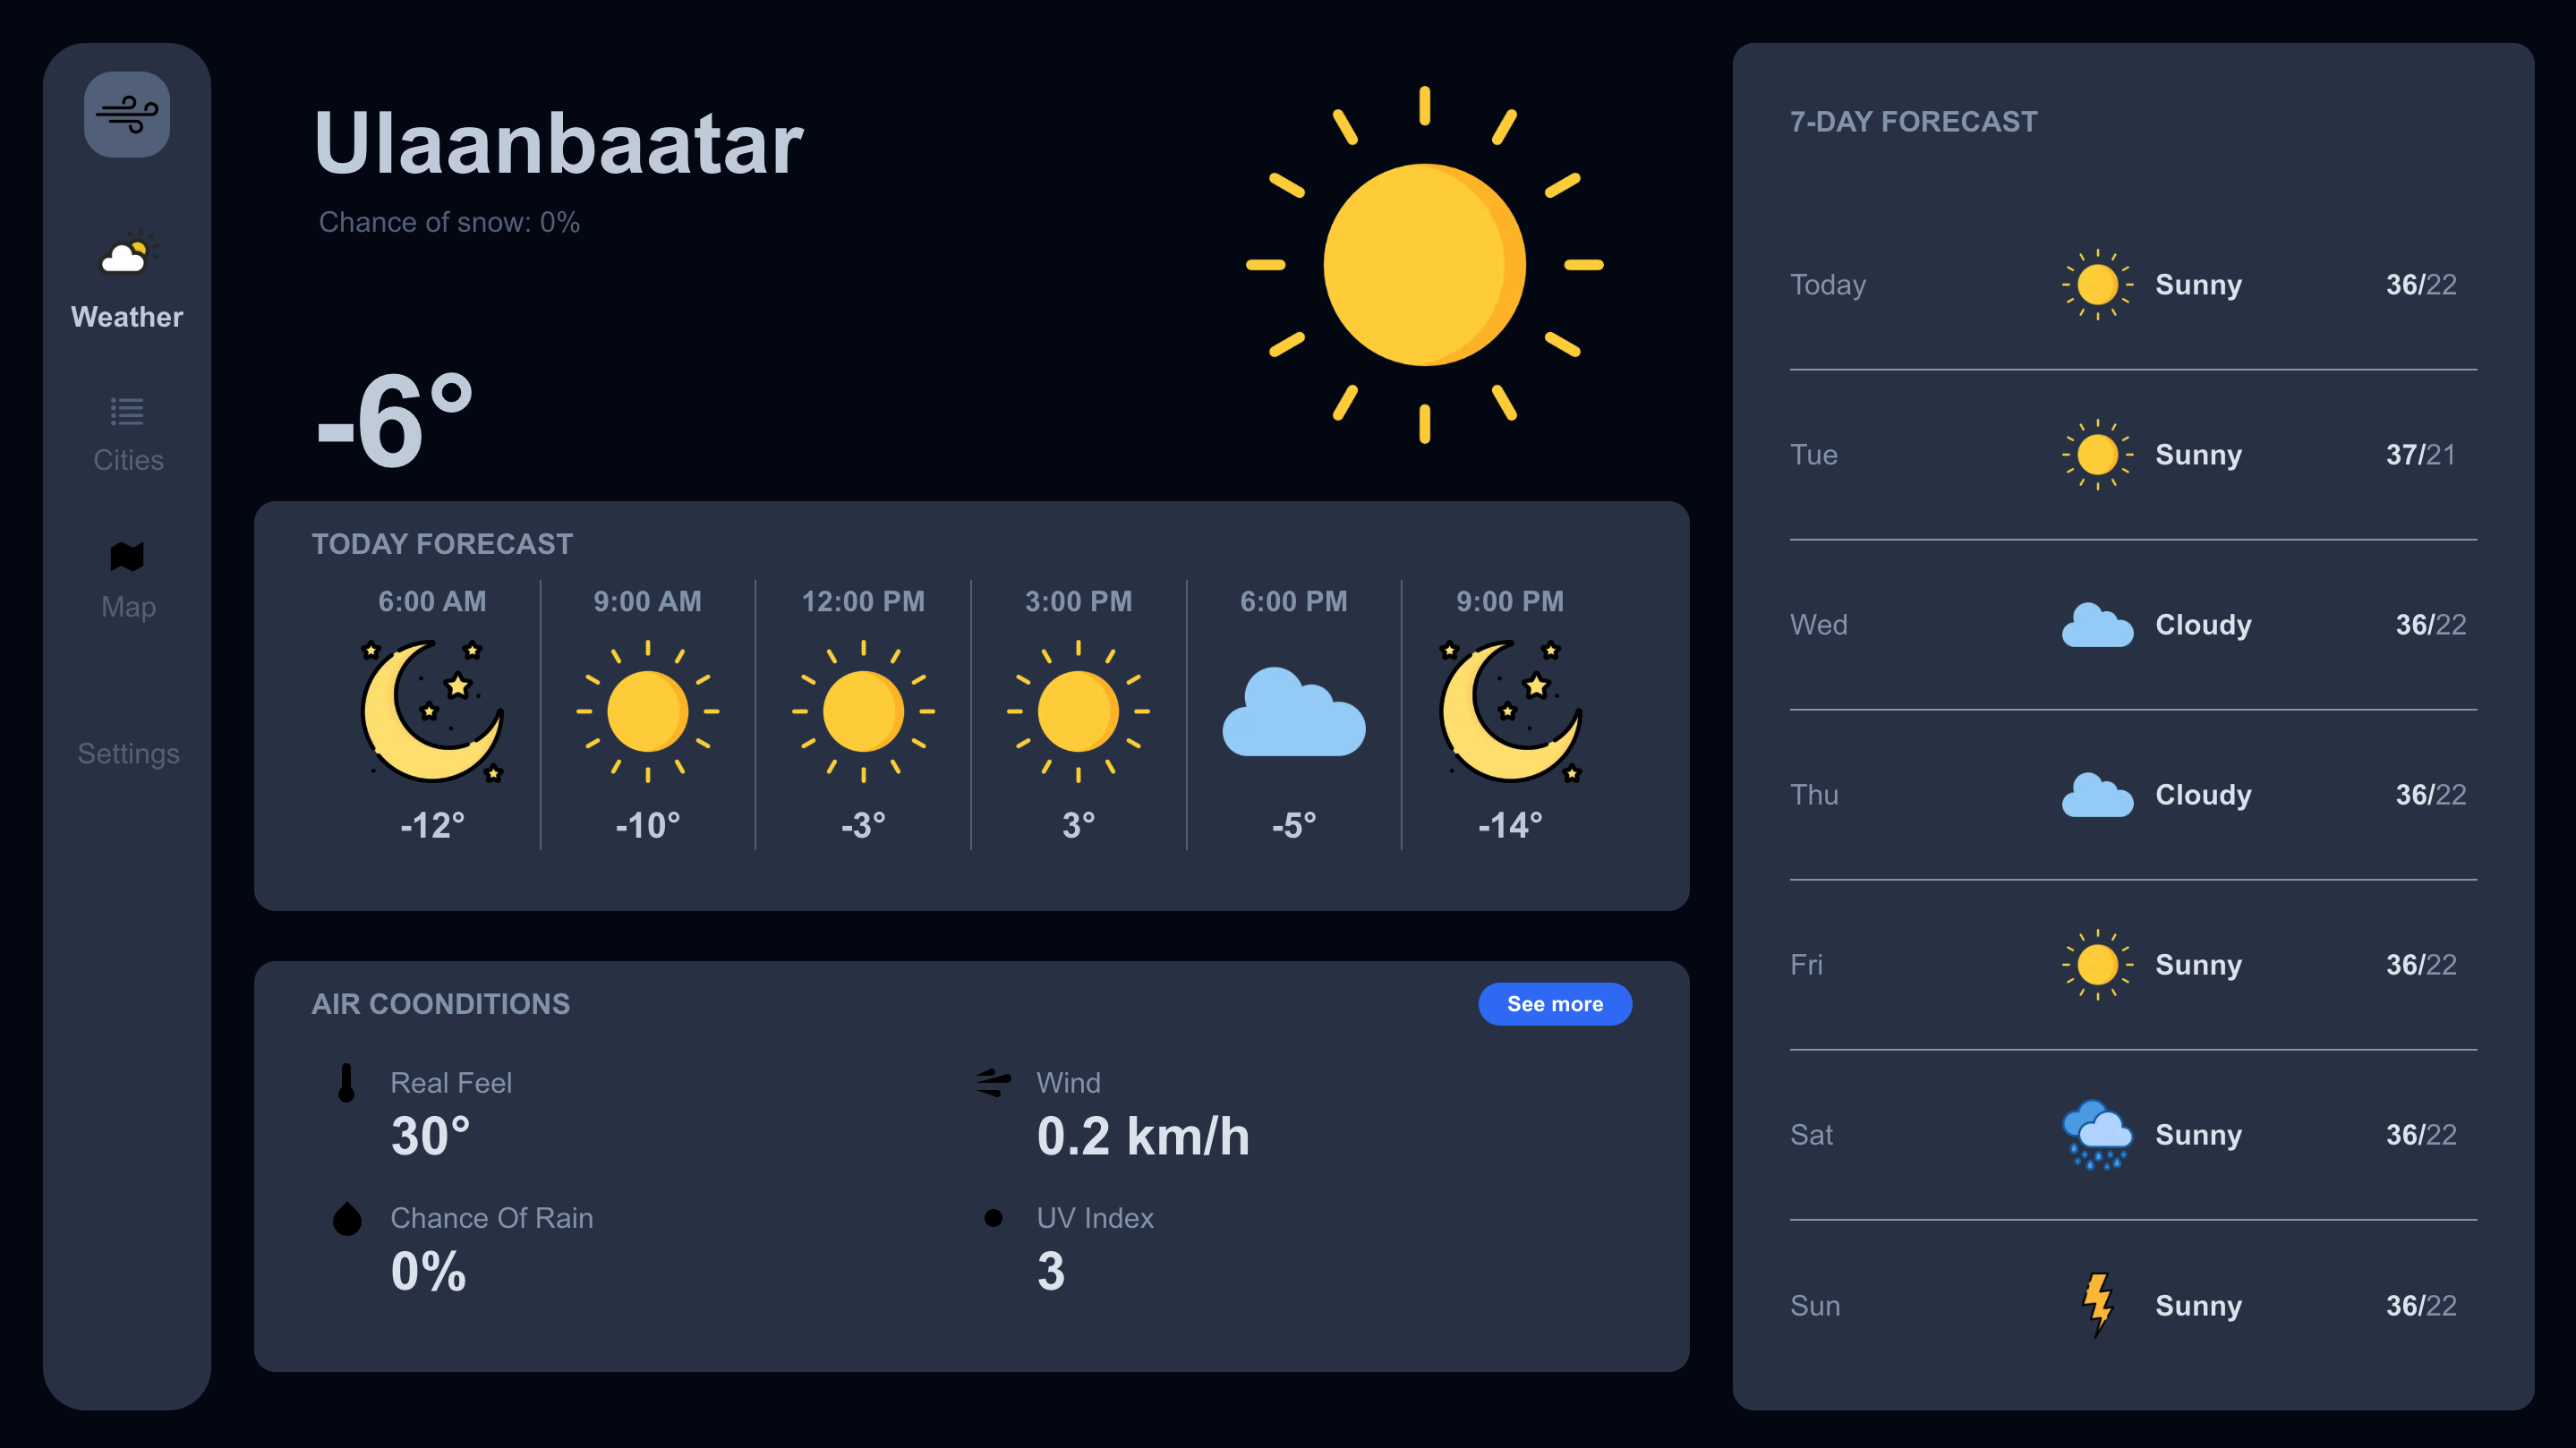 Weather
Cities
Map
Settings
Ulaanbaatar
Chance of snow: 0%
-6°
TODAY FORECAST
6:00 AM 9:00 AM 12:00 PM 3:00 PM 6:00 PM 9:00 PM
-12° -10° -3° 3° -5° -14°
AIR COONDITIONS
See more
Real Feel
30°
Wind
0.2 km/h
Chance Of Rain
0%
UV Index
3
7-DAY FORECAST
Today Sunny 36/22
Tue Sunny 37/21
Wed Cloudy 36/22
Thu Cloudy 36/22
Fri Sunny 36/22
Sat Sunny 36/22
Sun Sunny 36/22